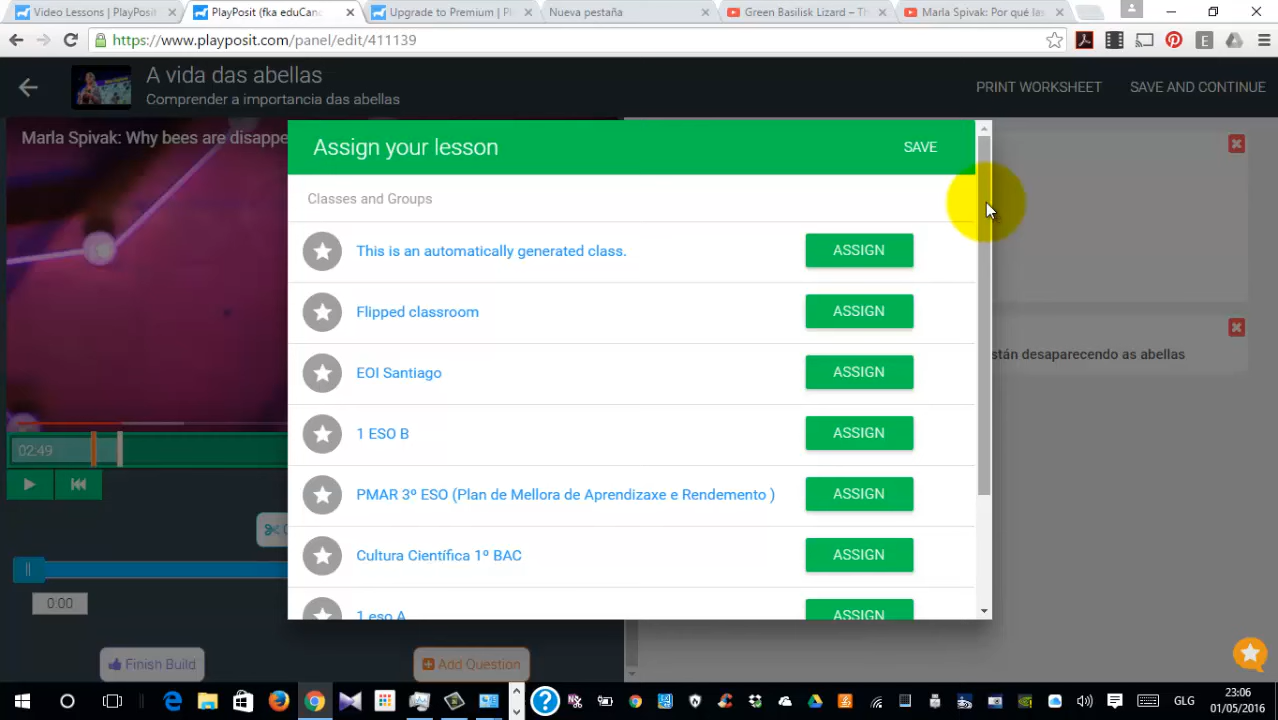 Video Lessons | PlayPosit
PlayPosit (fka eduCanc
Upgrade to Premium | Pl
Nueva pestaña
Green Basilisk Lizard – Th
Marla Spivak: Por qué las
https://www.playposit.com/panel/edit/411139
A vida das abellas
Comprender a importancia das abellas
PRINT WORKSHEET
SAVE AND CONTINUE
Marla Spivak: Why bees are disappe
Assign your lesson
SAVE
Classes and Groups
This is an automatically generated class.
ASSIGN
Flipped classroom
ASSIGN
EOI Santiago
ASSIGN
stán desaparecendo as abellas
1 ESO B
ASSIGN
02:49
PMAR 3º ESO (Plan de Mellora de Aprendizaxe e Rendemento )
ASSIGN
Cultura Científica 1º BAC
ASSIGN
0:00
1 eso A
ASSIGN
Finish Build
Add Question
GLG
23:06
01/05/2016